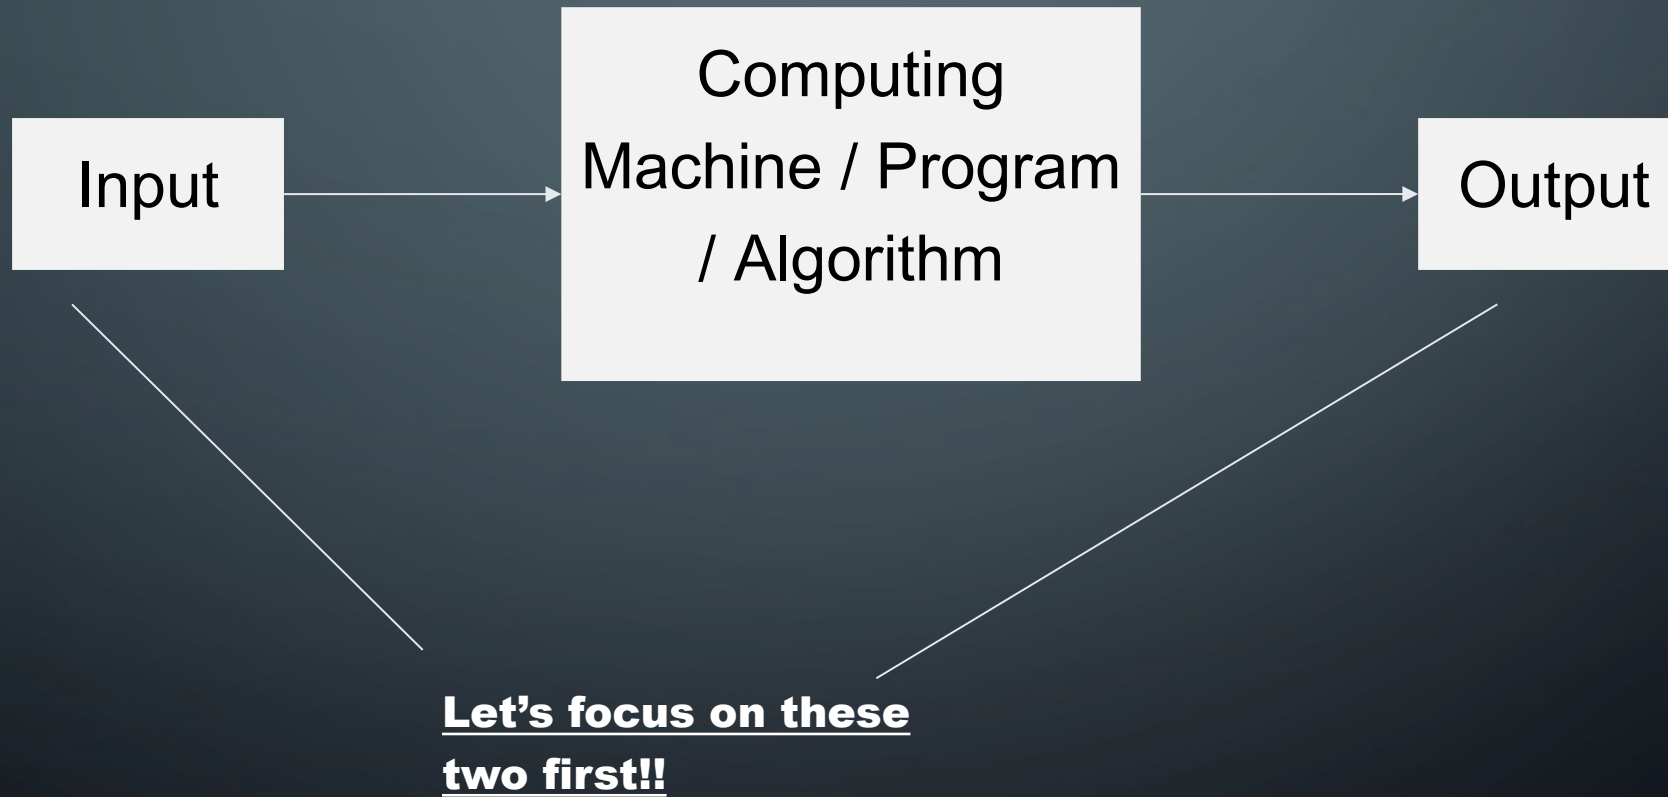 Input
Computing
Machine / Program
/ Algorithm
Output
Let’s focus on these
two first!!